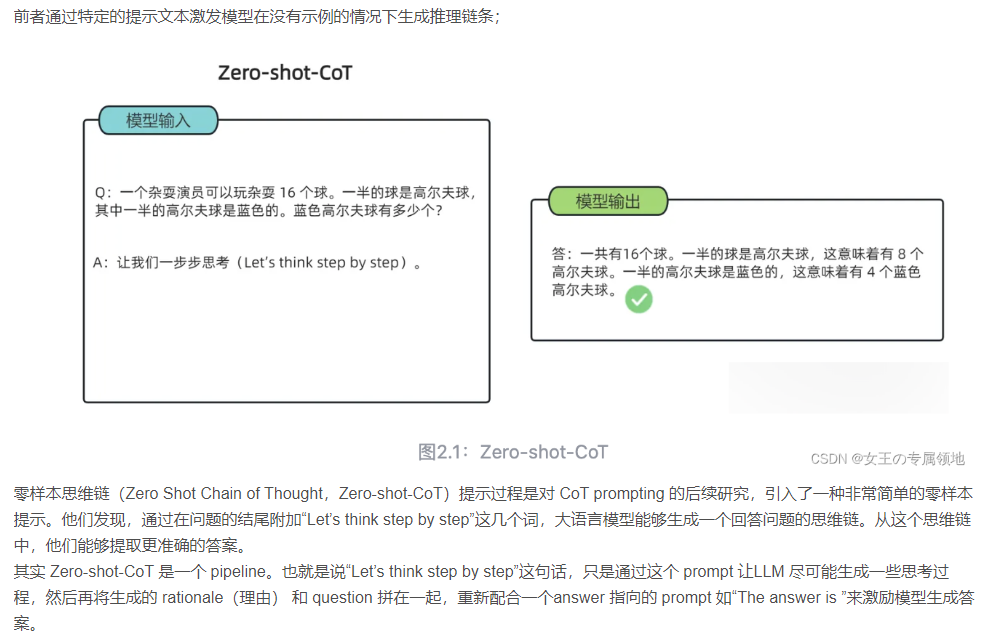 前者通过特定的提示文本激发模型在没有示例的情况下生成推理链条；
Zero-shot-CoT
模型输入
Q：一个杂耍演员可以玩杂耍 16 个球。一半的球是高尔夫球，
其中一半的高尔夫球是蓝色的。蓝色高尔夫球有多少个？
A：让我们一步步思考（Let's think step by step）。
模型输出
答：一共有16个球。一半的球是高尔夫球，这意味着有 8 个
高尔夫球。一半的高尔夫球是蓝色的，这意味着有 4 个蓝色
高尔夫球。
图2.1：Zero-shot-CoT
CSDN @女王の专属领地
零样本思维链（Zero Shot Chain of Thought，Zero-shot-CoT）提示过程是对 CoT prompting 的后续研究，引入了一种非常简单的零样本
提示。他们发现，通过在问题的结尾附加“Let's think step by step”这几个词，大语言模型能够生成一个回答问题的思维链。从这个思维链
中，他们能够提取更准确的答案。
其实 Zero-shot-CoT 是一个 pipeline。也就是说“Let's think step by step”这句话，只是通过这个 prompt 让LLM 尽可能生成一些思考过
程，然后再将生成的 rationale（理由） 和 question 拼在一起，重新配合一个answer 指向的 prompt 如“The answer is ”来激励模型生成答
案。